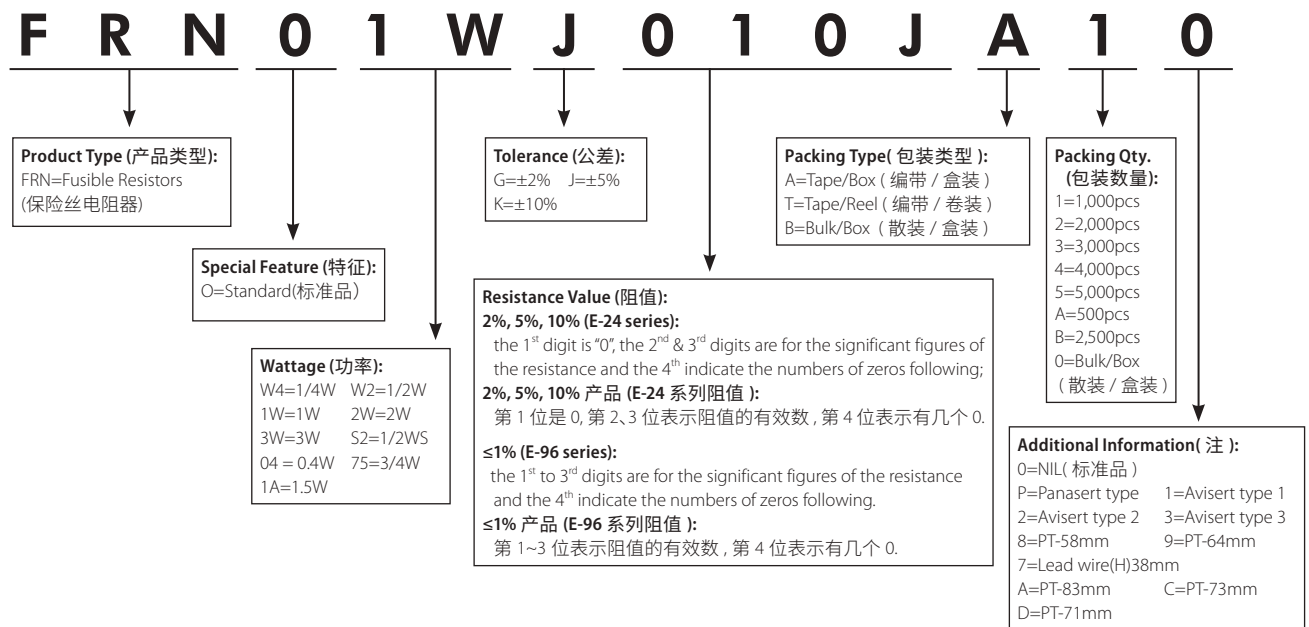 F R N 0 1 W J 0 1 0 J A 1 0
Product Type (产品类型):
FRN=Fusible Resistors
(保险丝电阻器)
Special Feature (特征):
O=Standard(标准品)
Wattage (功率):
W4=1/4W W2=1/2W
1W=1W 2W=2W
3W=3W S2=1/2WS
04 = 0.4W 75=3/4W
1A=1.5W
Tolerance (公差):
G=±2% J=±5%
K=±10%
Resistance Value (阻值):
2%, 5%, 10% (E-24 series):
the 1st digit is "0", the 2nd & 3rd digits are for the significant figures of
the resistance and the 4th indicate the numbers of zeros following;
2%, 5%, 10% 产品 (E-24 系列阻值 ):
第 1 位是 0, 第 2、3 位表示阻值的有效数 , 第 4 位表示有几个 0.
≤1% (E-96 series):
the 1st to 3rd digits are for the significant figures of the resistance
and the 4th indicate the numbers of zeros following.
≤1% 产品 (E-96 系列阻值 ):
第 1~3 位表示阻值的有效数 , 第 4 位表示有几个 0.
Packing Type( 包装类型 ):
A=Tape/Box ( 编带 / 盒装 )
T=Tape/Reel ( 编带 / 卷装 )
B=Bulk/Box ( 散装 / 盒装 )
Packing Qty.
(包装数量):
1=1,000pcs
2=2,000pcs
3=3,000pcs
4=4,000pcs
5=5,000pcs
A=500pcs
B=2,500pcs
0=Bulk/Box
( 散装 / 盒装 )
Additional Information( 注 ):
0=NIL( 标准品 )
P=Panasert type 1=Avisert type 1
2=Avisert type 2 3=Avisert type 3
8=PT-58mm 9=PT-64mm
7=Lead wire(H)38mm
A=PT-83mm C=PT-73mm
D=PT-71mm